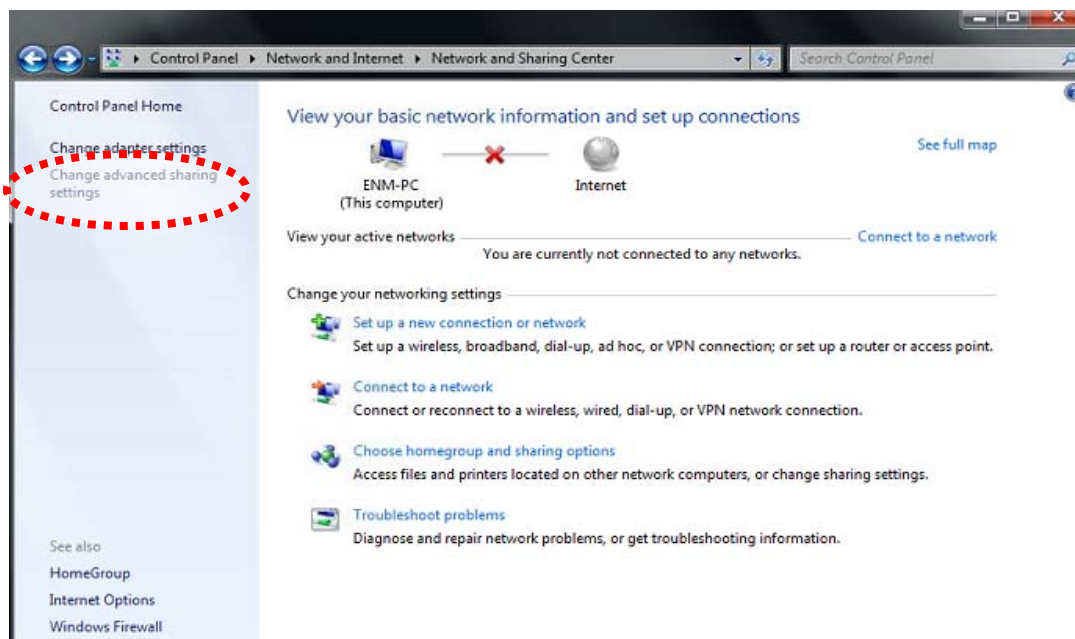 Control Panel ▸ Network and Internet ▸ Network and Sharing Center
Search Control Panel
Control Panel Home
Change adapter settings
Change advanced sharing
settings
See also
HomeGroup
Internet Options
Windows Firewall
View your basic network information and set up connections
See full map
ENM-PC
(This computer)
Internet
View your active networks
Connect to a network
You are currently not connected to any networks.
Change your networking settings
Set up a new connection or network
Set up a wireless, broadband, dial-up, ad hoc, or VPN connection; or set up a router or access point.
Connect to a network
Connect or reconnect to a wireless, wired, dial-up, or VPN network connection.
Choose homegroup and sharing options
Access files and printers located on other network computers, or change sharing settings.
Troubleshoot problems
Diagnose and repair network problems, or get troubleshooting information.